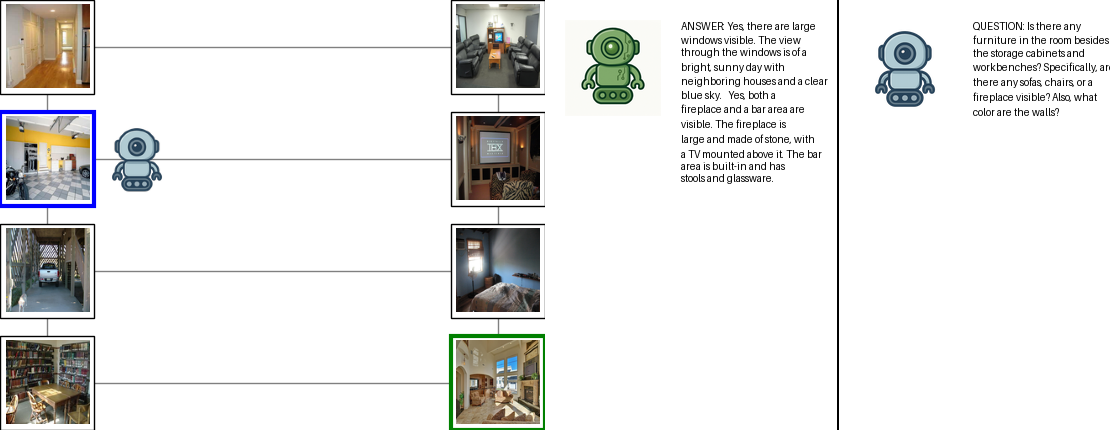 ANSWER: Yes, there are large
windows visible. The view
through the windows is of a
bright, sunny day with
neighboring houses and a clear
blue sky. Yes, both a
fireplace and a bar area are
visible. The fireplace is
large and made of stone, with
a TV mounted above it. The bar
area is built-in and has
stools and glassware.
QUESTION: Is there any
furniture in the room besides
the storage cabinets and
workbenches? Specifically, are
there any sofas, chairs, or a
fireplace visible? Also, what
color are the walls?
THX